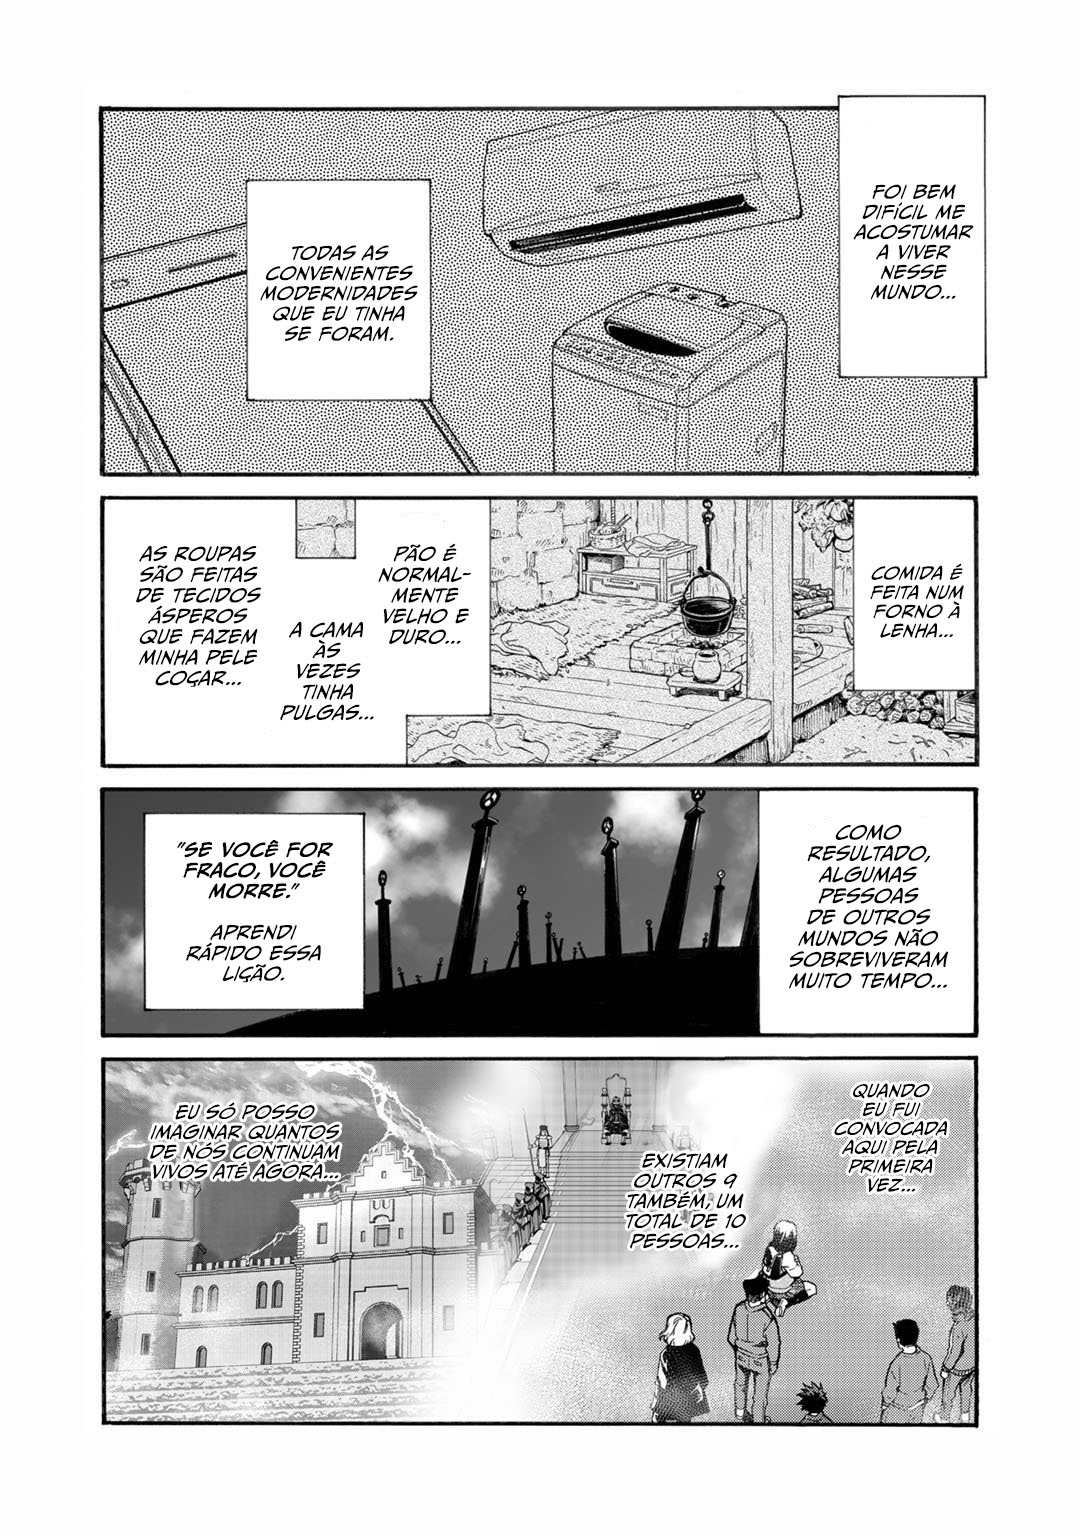 FOI BEM
DIFÍCIL ME
ACOSTUMAR
A VIVER
NESSE
MUNDO...
TODAS AS
CONVENIENTES
MODERNIDADES
QUE EU TINHA
SE FORAM.
COMIDA É
FEITA NUM
FORNO À
LENHA...
PÃO É
NORMAL-
MENTE
VELHO E
DURO...
A CAMA
ÀS
VEZES
TINHA
PULGAS...
AS ROUPAS
SÃO FEITAS
DE TECIDOS
ÁSPEROS
QUE FAZEM
MINHA PELE
COÇAR...
COMO
RESULTADO,
ALGUMAS
PESSOAS
DE OUTROS
MUNDOS NÃO
SOBREVIVERAM
MUITO TEMPO...
"SE VOCÊ FOR
FRACO, VOCÊ
MORRE."
APRENDI
RÁPIDO ESSA
LIÇÃO.
QUANDO
EU FUI
CONVOCADA
AQUI PELA
PRIMEIRA
VEZ...
EXISTIAM
OUTROS 9
TAMBÉM, UM
TOTAL DE 10
PESSOAS...
EU SÓ POSSO
IMAGINAR QUANTOS
DE NÓS CONTINUAM
VIVOS ATÉ AGORA...